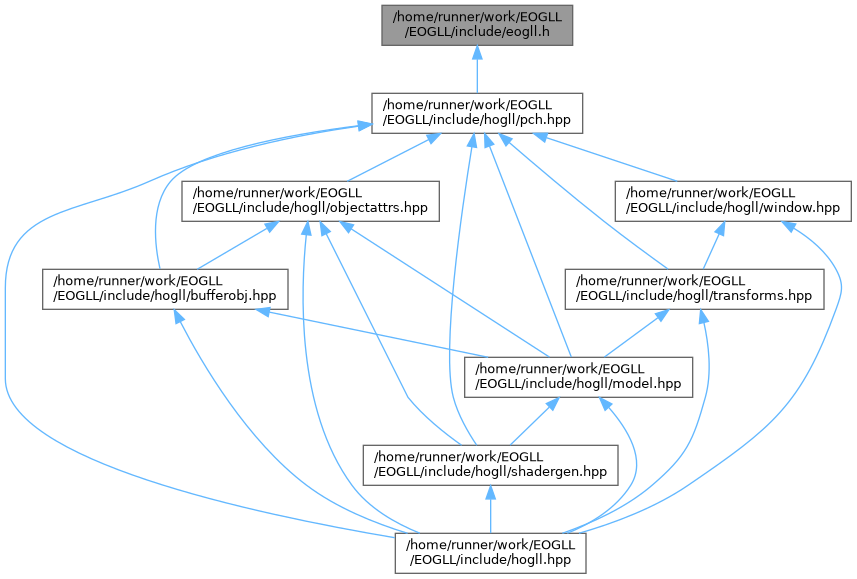 /home/runner/work/EOGLL
/EOGLL/include/eogll.h
/home/runner/work/EOGLL
/EOGLL/include/hogll/pch.hpp
/home/runner/work/EOGLL
/EOGLL/include/hogll/objectattrs.hpp
/home/runner/work/EOGLL
/EOGLL/include/hogll/window.hpp
/home/runner/work/EOGLL
/EOGLL/include/hogll/bufferobj.hpp
/home/runner/work/EOGLL
/EOGLL/include/hogll/transforms.hpp
/home/runner/work/EOGLL
/EOGLL/include/hogll/model.hpp
/home/runner/work/EOGLL
/EOGLL/include/hogll/shadergen.hpp
/home/runner/work/EOGLL
/EOGLL/include/hogll.hpp